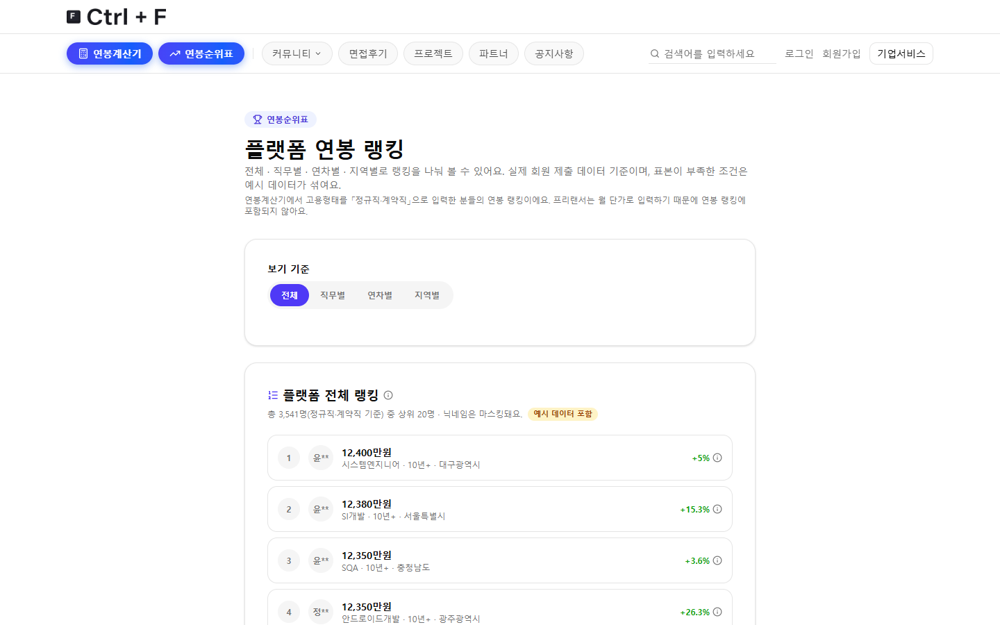 F Ctrl + F
연봉계산기 연봉순위표 커뮤니티 면접후기 프로젝트 파트너 공지사항 검색어를 입력하세요 로그인 회원가입 기업서비스
연봉순위표
플랫폼 연봉 랭킹
전체 · 직무별 · 연차별 · 지역별로 랭킹을 나눠 볼 수 있어요. 실제 회원 제출 데이터 기준이며, 표본이 부족한 조건은
예시 데이터가 섞여요.
연봉계산기에서 고용형태를 「정규직·계약직」으로 입력한 분들의 연봉 랭킹이에요. 프리랜서는 월 단가로 입력하기 때문에 연봉 랭킹에
포함되지 않아요.
보기 기준
전체 직무별 연차별 지역별
플랫폼 전체 랭킹
총 3,541명(정규직·계약직 기준) 중 상위 20명 · 닉네임은 마스킹돼요. 예시 데이터 포함
1 윤** 12,400만원 +5%
시스템엔지니어 · 10년+ · 대구광역시
2 윤** 12,380만원 +15.3%
SI개발 · 10년+ · 서울특별시
3 윤** 12,350만원 +3.6%
SQA · 10년+ · 충청남도
4 정** 12,350만원 +26.3%
안드로이드개발 · 10년+ · 광주광역시